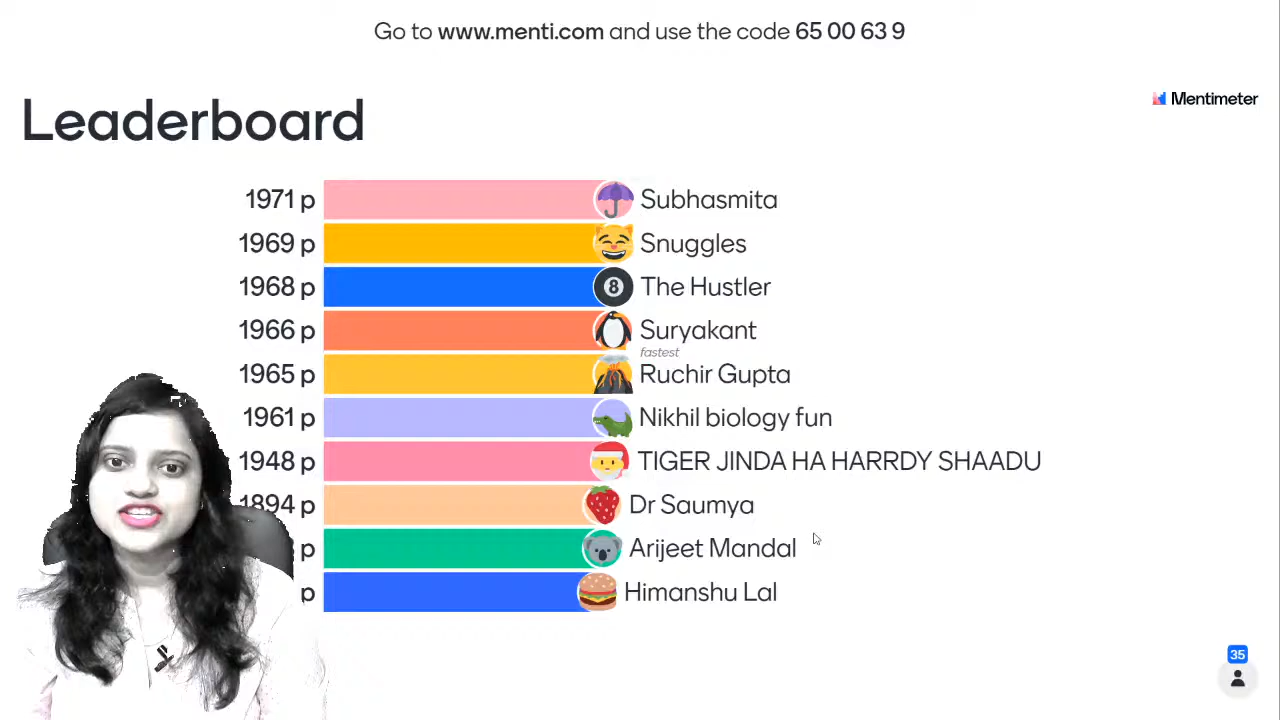 Go to www.menti.com and use the code 65 00 63 9
Mentimeter
Leaderboard
1971 p Subhasmita
1969 p Snuggles
1968 p 8 The Hustler
1966 p Suryakant
fastest
1965 p Ruchir Gupta
1961 p Nikhil biology fun
1948 p TIGER JINDA HA HARRDY SHAADU
1894 p Dr Saumya
p Arijeet Mandal
p Himanshu Lal
35